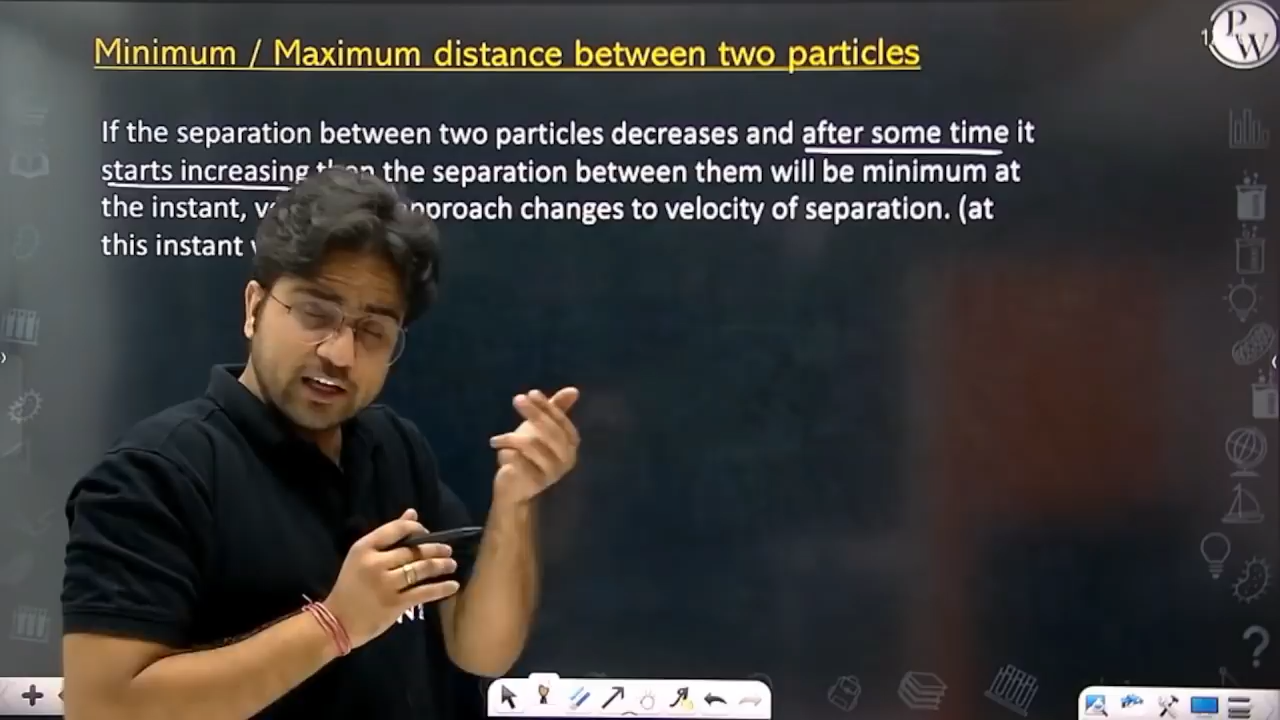 Minimum / Maximum distance between two particles
PW
If the separation between two particles decreases and after some time it
starts increasing the separation between them will be minimum at
the instant, approach changes to velocity of separation. (at
this instant